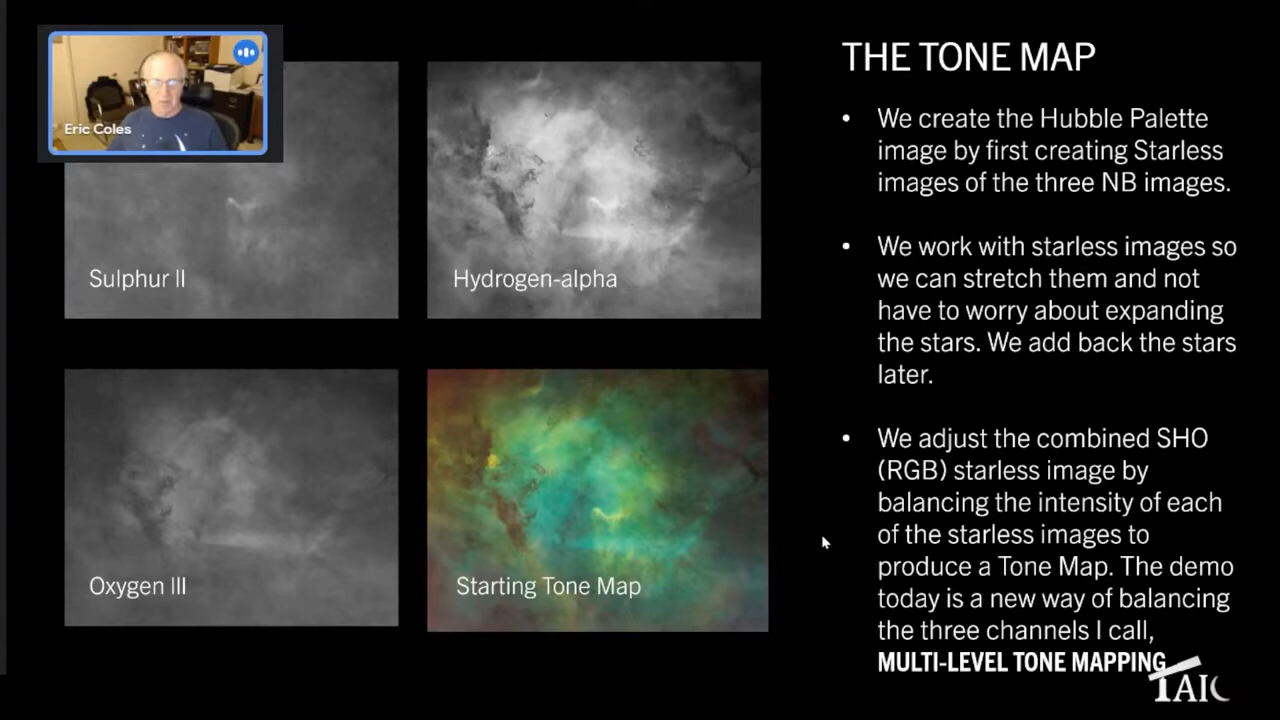 Eric Coles
Sulphur II
Hydrogen-alpha
Oxygen III
Starting Tone Map
THE TONE MAP
• We create the Hubble Palette
image by first creating Starless
images of the three NB images.
• We work with starless images so
we can stretch them and not
have to worry about expanding
the stars. We add back the stars
later.
• We adjust the combined SHO
(RGB) starless image by
balancing the intensity of each
of the starless images to
produce a Tone Map. The demo
today is a new way of balancing
the three channels I call,
MULTI-LEVEL TONE MAPPING
TAIC